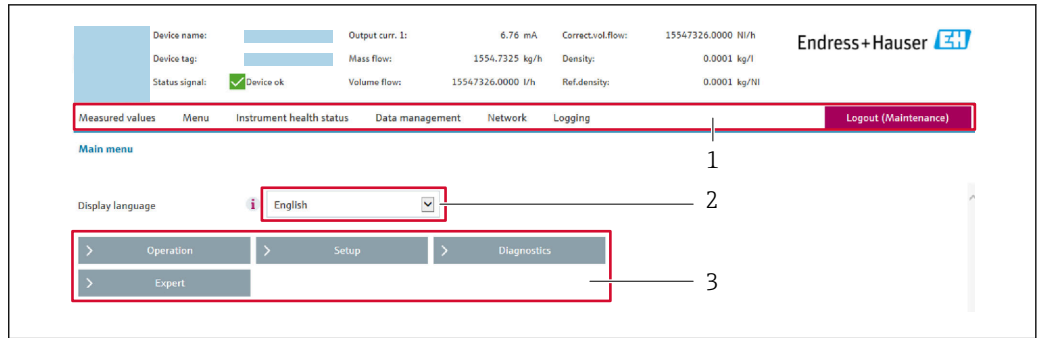 Device name: Output curr. 1: 6.76 mA Correct.vol.flow: 15547326.0000 Nl/h
Endress+Hauser EH
Device tag: Mass flow: 1554.7325 kg/h Density: 0.0001 kg/l
Status signal: Device ok Volume flow: 15547326.0000 l/h Ref.density: 0.0001 kg/Nl
Measured values Menu Instrument health status Data management Network Logging Logout (Maintenance)
1
Main menu
Display language i English 2
> Operation > Setup > Diagnostics
> Expert 3